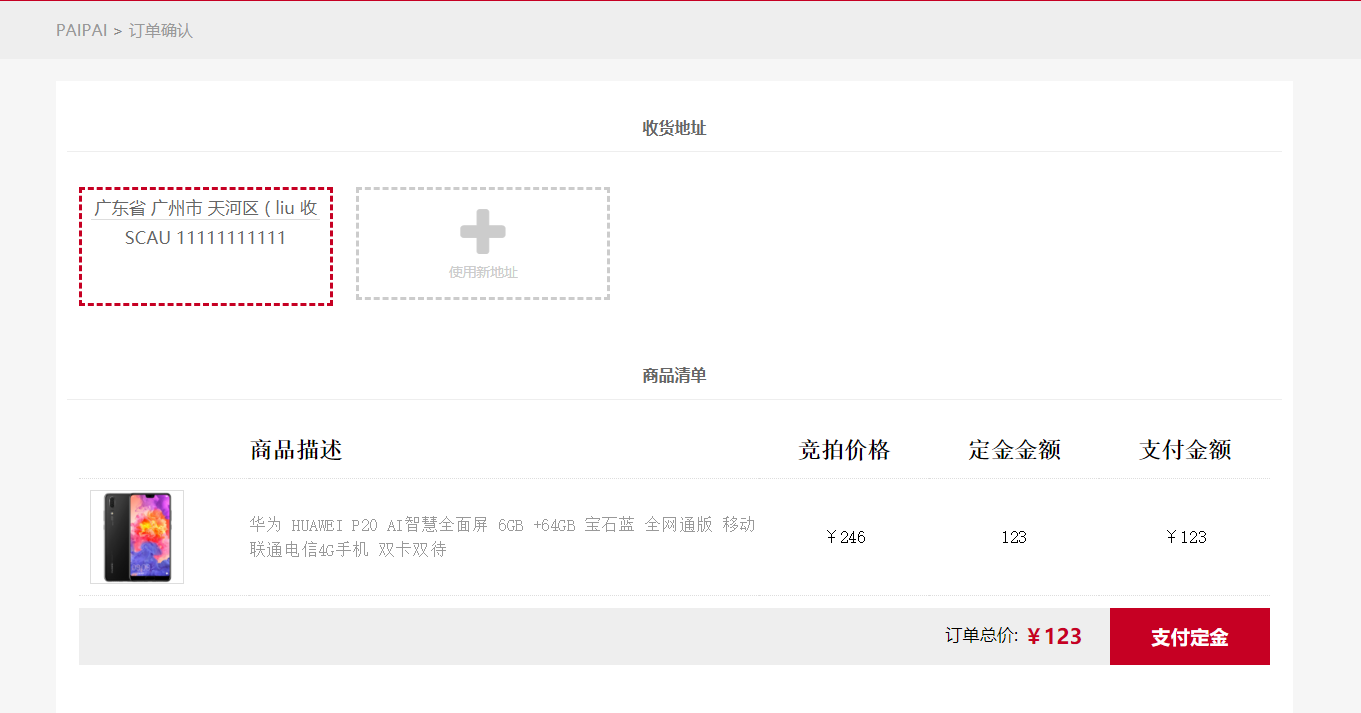 PAIPAI > 订单确认
收货地址
广东省 广州市 天河区 ( liu 收
SCAU 11111111111
使用新地址
商品清单
商品描述 竞拍价格 定金金额 支付金额
华为 HUAWEI P20 AI智慧全面屏 6GB +64GB 宝石蓝 全网通版 移动
联通电信4G手机 双卡双待
￥246 123 ￥123
订单总价: ￥123 支付定金